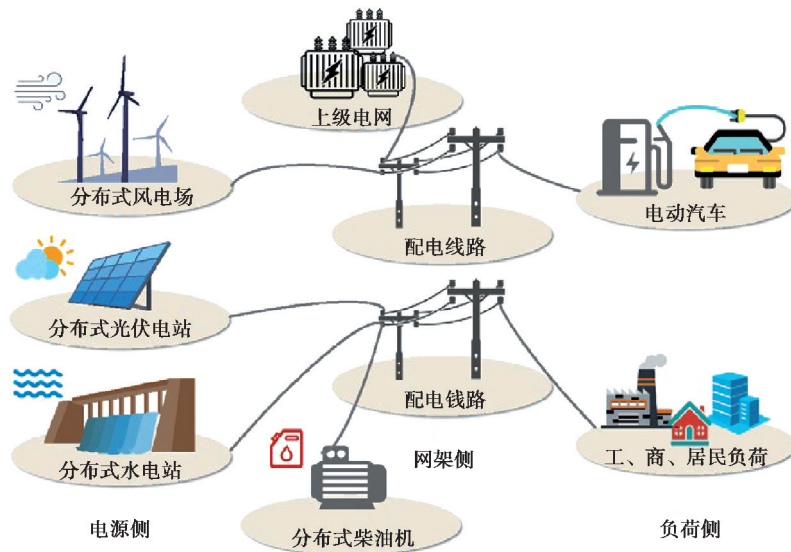 上级电网
分布式风电场
电动汽车
配电线路
分布式光伏电站
配电线路
分布式水电站
网架侧
工、商、居民负荷
电源侧
分布式柴油机
负荷侧